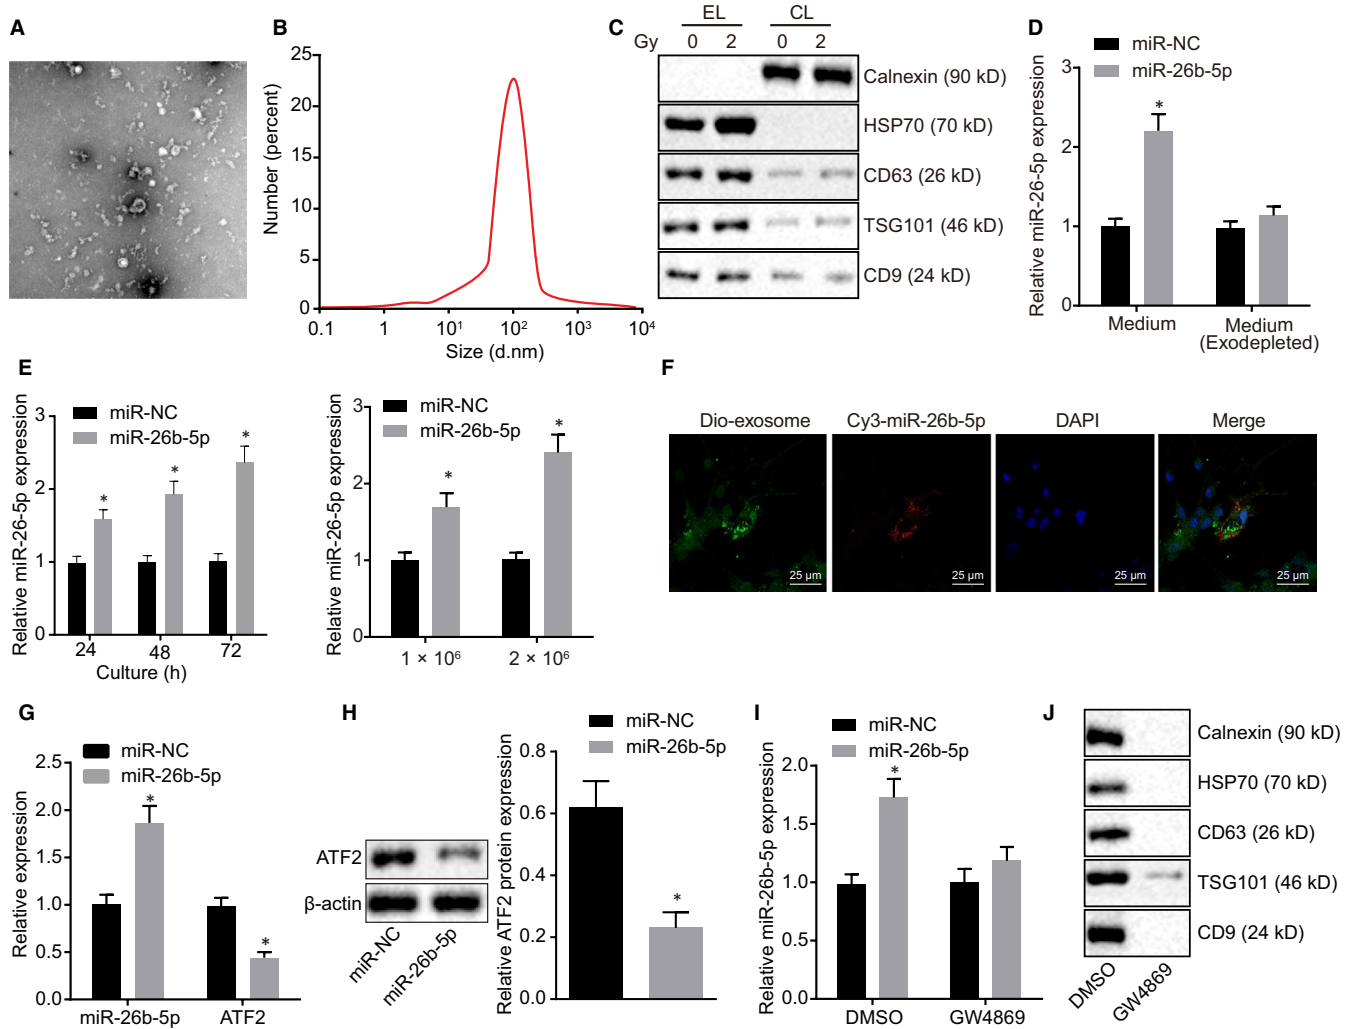 A
B
Number (percent)
25
20
15
10
5
0
0.1
1
10¹
10²
10³
10⁴
Size (d.nm)
C
EL
CL
Gy
0
2
0
2
Calnexin (90 kD)
HSP70 (70 kD)
CD63 (26 kD)
TSG101 (46 kD)
CD9 (24 kD)
D
miR-NC
miR-26b-5p
Relative miR-26-5p expression
3
2
1
0
*
Medium
Medium
(Exodepleted)
E
miR-NC
miR-26b-5p
Relative miR-26-5p expression
3
2
1
0
*
*
*
24
48
72
Culture (h)
miR-NC
miR-26b-5p
Relative miR-26-5p expression
3
2
1
0
*
*
1 × 10⁶
2 × 10⁶
F
Dio-exosome
Cy3-miR-26b-5p
DAPI
Merge
25 µm
25 µm
25 µm
25 µm
G
miR-NC
miR-26b-5p
Relative expression
2.5
2.0
1.5
1.0
0.5
0.0
*
*
miR-26b-5p
ATF2
H
ATF2
β-actin
miR-NC
miR-26b-5p
miR-NC
miR-26b-5p
Relative ATF2 protein expression
0.8
0.6
0.4
0.2
0.0
*
I
miR-NC
miR-26b-5p
Relative miR-26b-5p expression
2.0
1.5
1.0
0.5
0.0
*
DMSO
GW4869
J
Calnexin (90 kD)
HSP70 (70 kD)
CD63 (26 kD)
TSG101 (46 kD)
CD9 (24 kD)
DMSO
GW4869